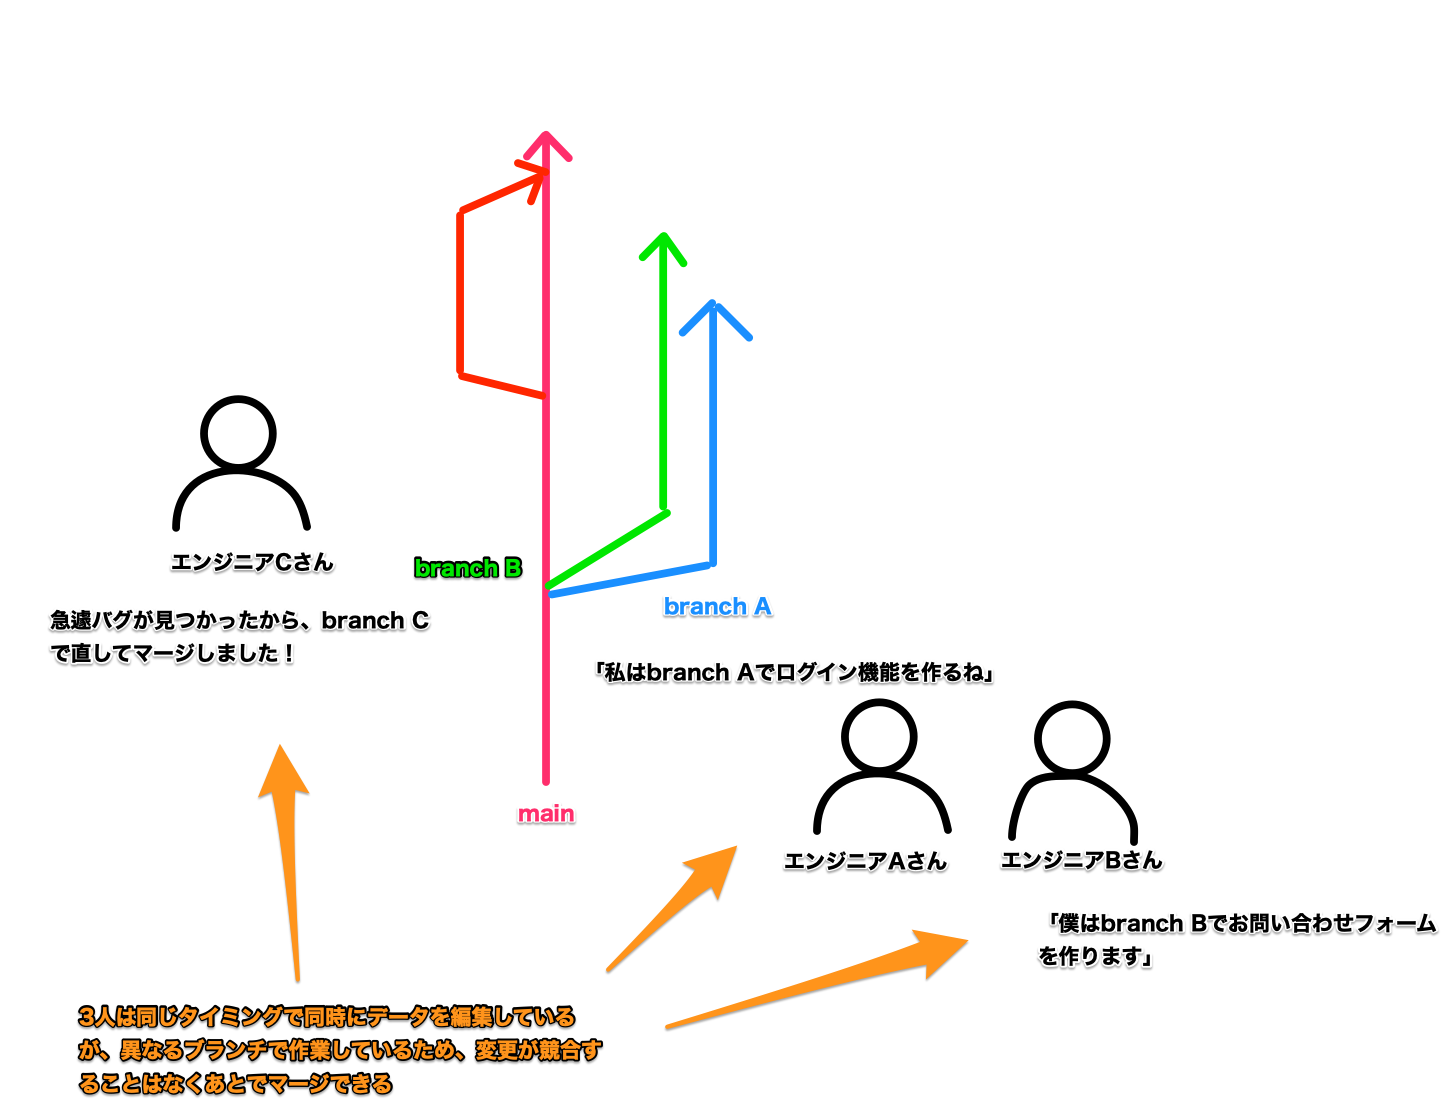 エンジニアCさん
急遽バグが見つかったから、branch C
で直してマージしました！
branch B
branch A
「私はbranch Aでログイン機能を作るね」
main
エンジニアAさん
エンジニアBさん
「僕はbranch Bでお問い合わせフォーム
を作ります」
3人は同じタイミングで同時にデータを編集している
が、異なるブランチで作業しているため、変更が競合す
ることはなくあとでマージできる